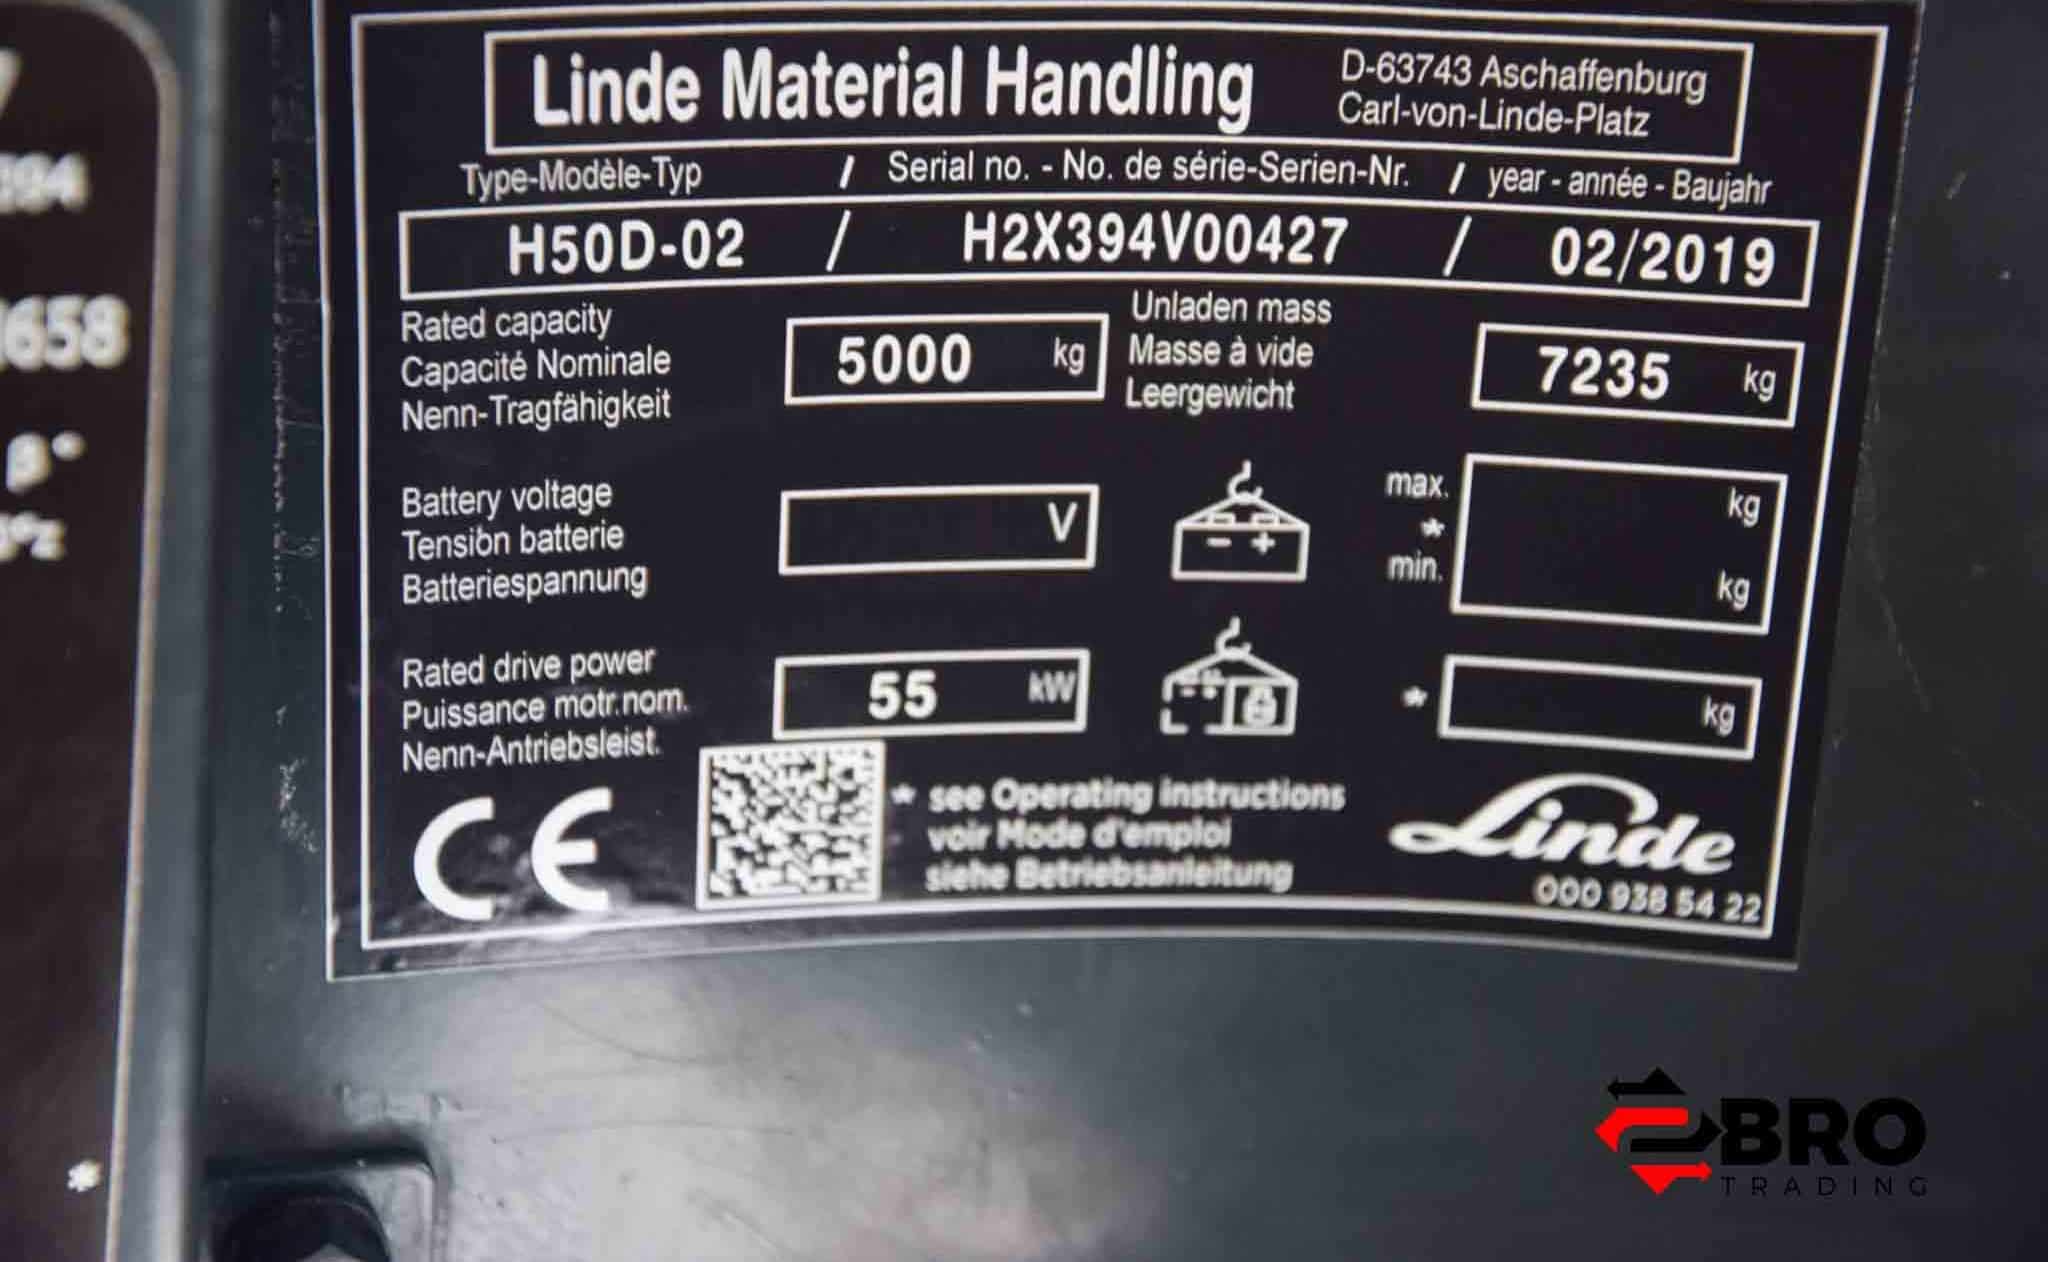 Linde Material Handling
D-63743 Aschaffenburg
Carl-von-Linde-Platz
Type-Modèle-Typ / Serial no. - No. de série-Serien-Nr. / year - année - Baujahr
H50D-02 / H2X394V00427 / 02/2019
Rated capacity
Capacité Nominale
Nenn-Tragfähigkeit
5000 kg
Unladen mass
Masse à vide
Leergewicht
7235 kg
Battery voltage
Tension batterie
Batteriespannung
V
- +
max. kg
*
min. kg
Rated drive power
Puissance motr.nom.
Nenn-Antriebsleist.
55 kW
* kg
CE
* see Operating instructions
voir Mode d'emploi
siehe Betriebsanleitung
Linde
000 938 54 22
394
658
8°
*
BRO
TRADING